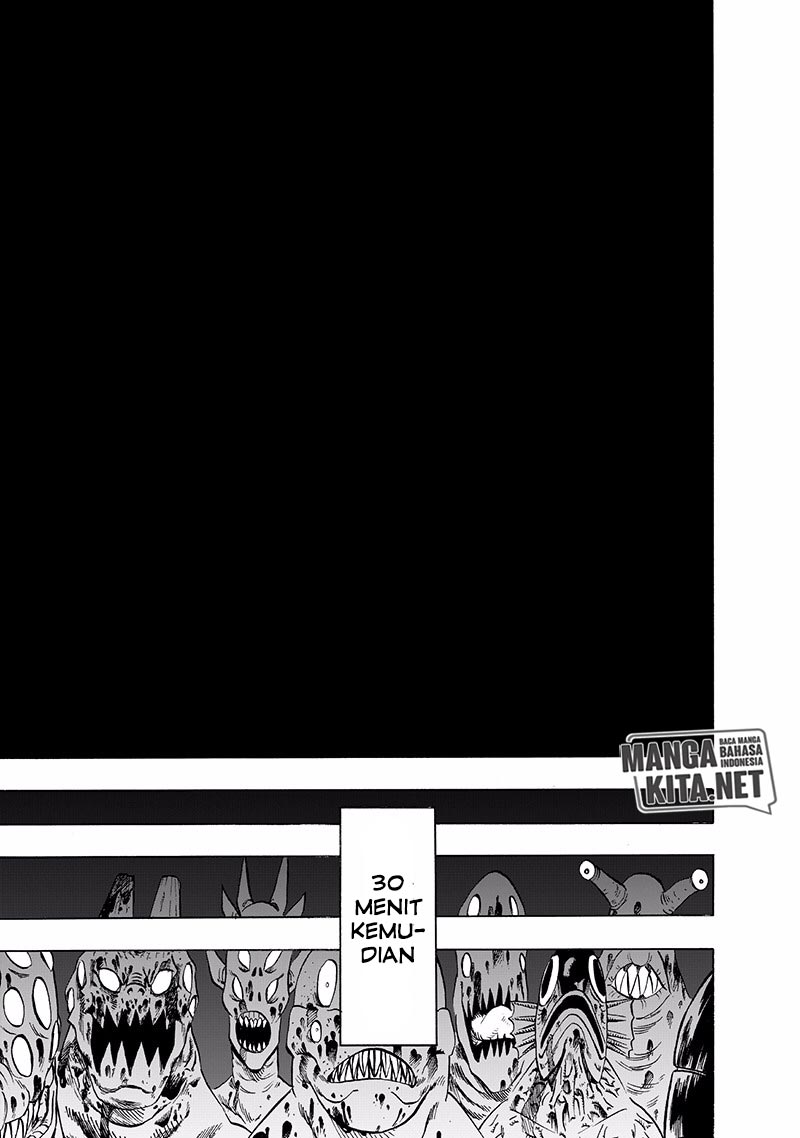 MANGA
BACA MANGA
BAHASA
INDONESIA
KITA.NET
30
MENIT
KEMU-
DIAN